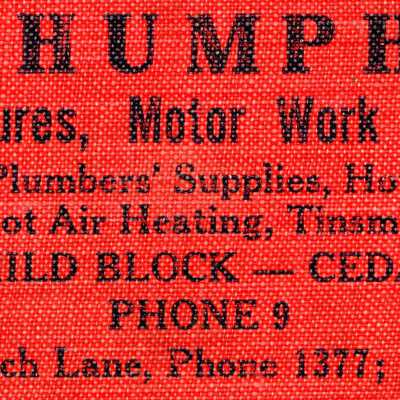 HUMPH
ures, Motor Work
Plumbers' Supplies, Ho
ot Air Heating, Tinsm
ILD BLOCK — CEDA
PHONE 9
ch Lane, Phone 1377;